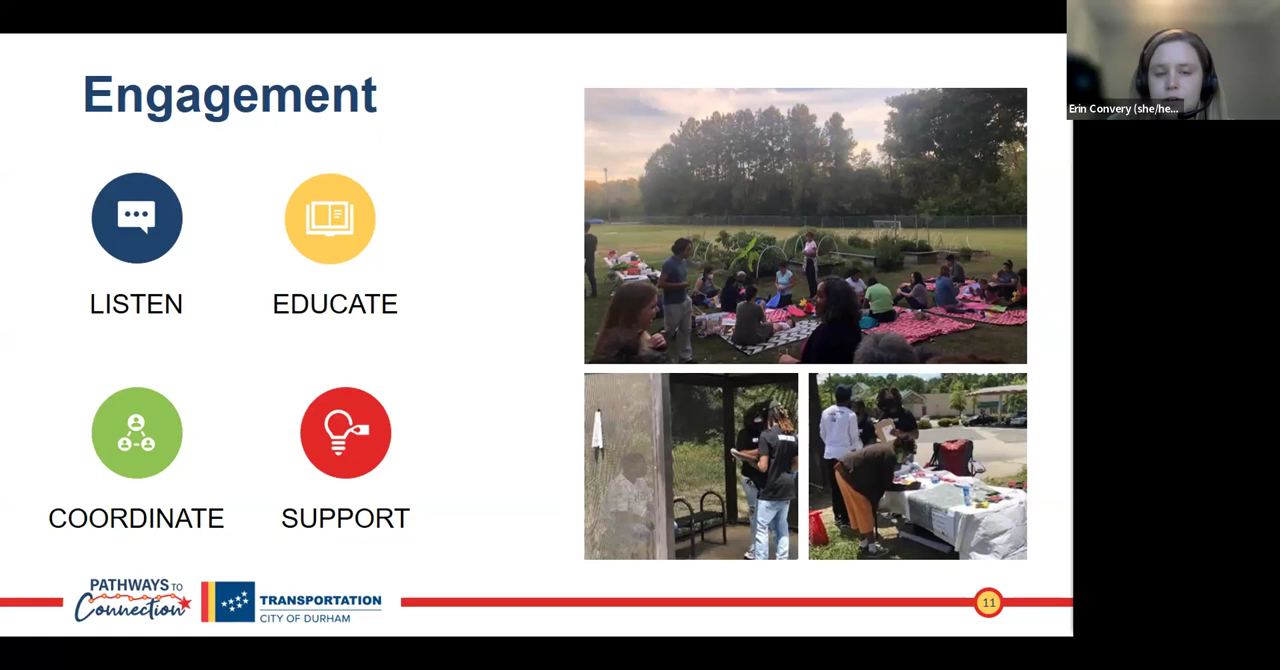 Engagement
Erin Convery (she/he...
LISTEN
EDUCATE
COORDINATE
SUPPORT
PATHWAYS TO
Connection
TRANSPORTATION
CITY OF DURHAM
11